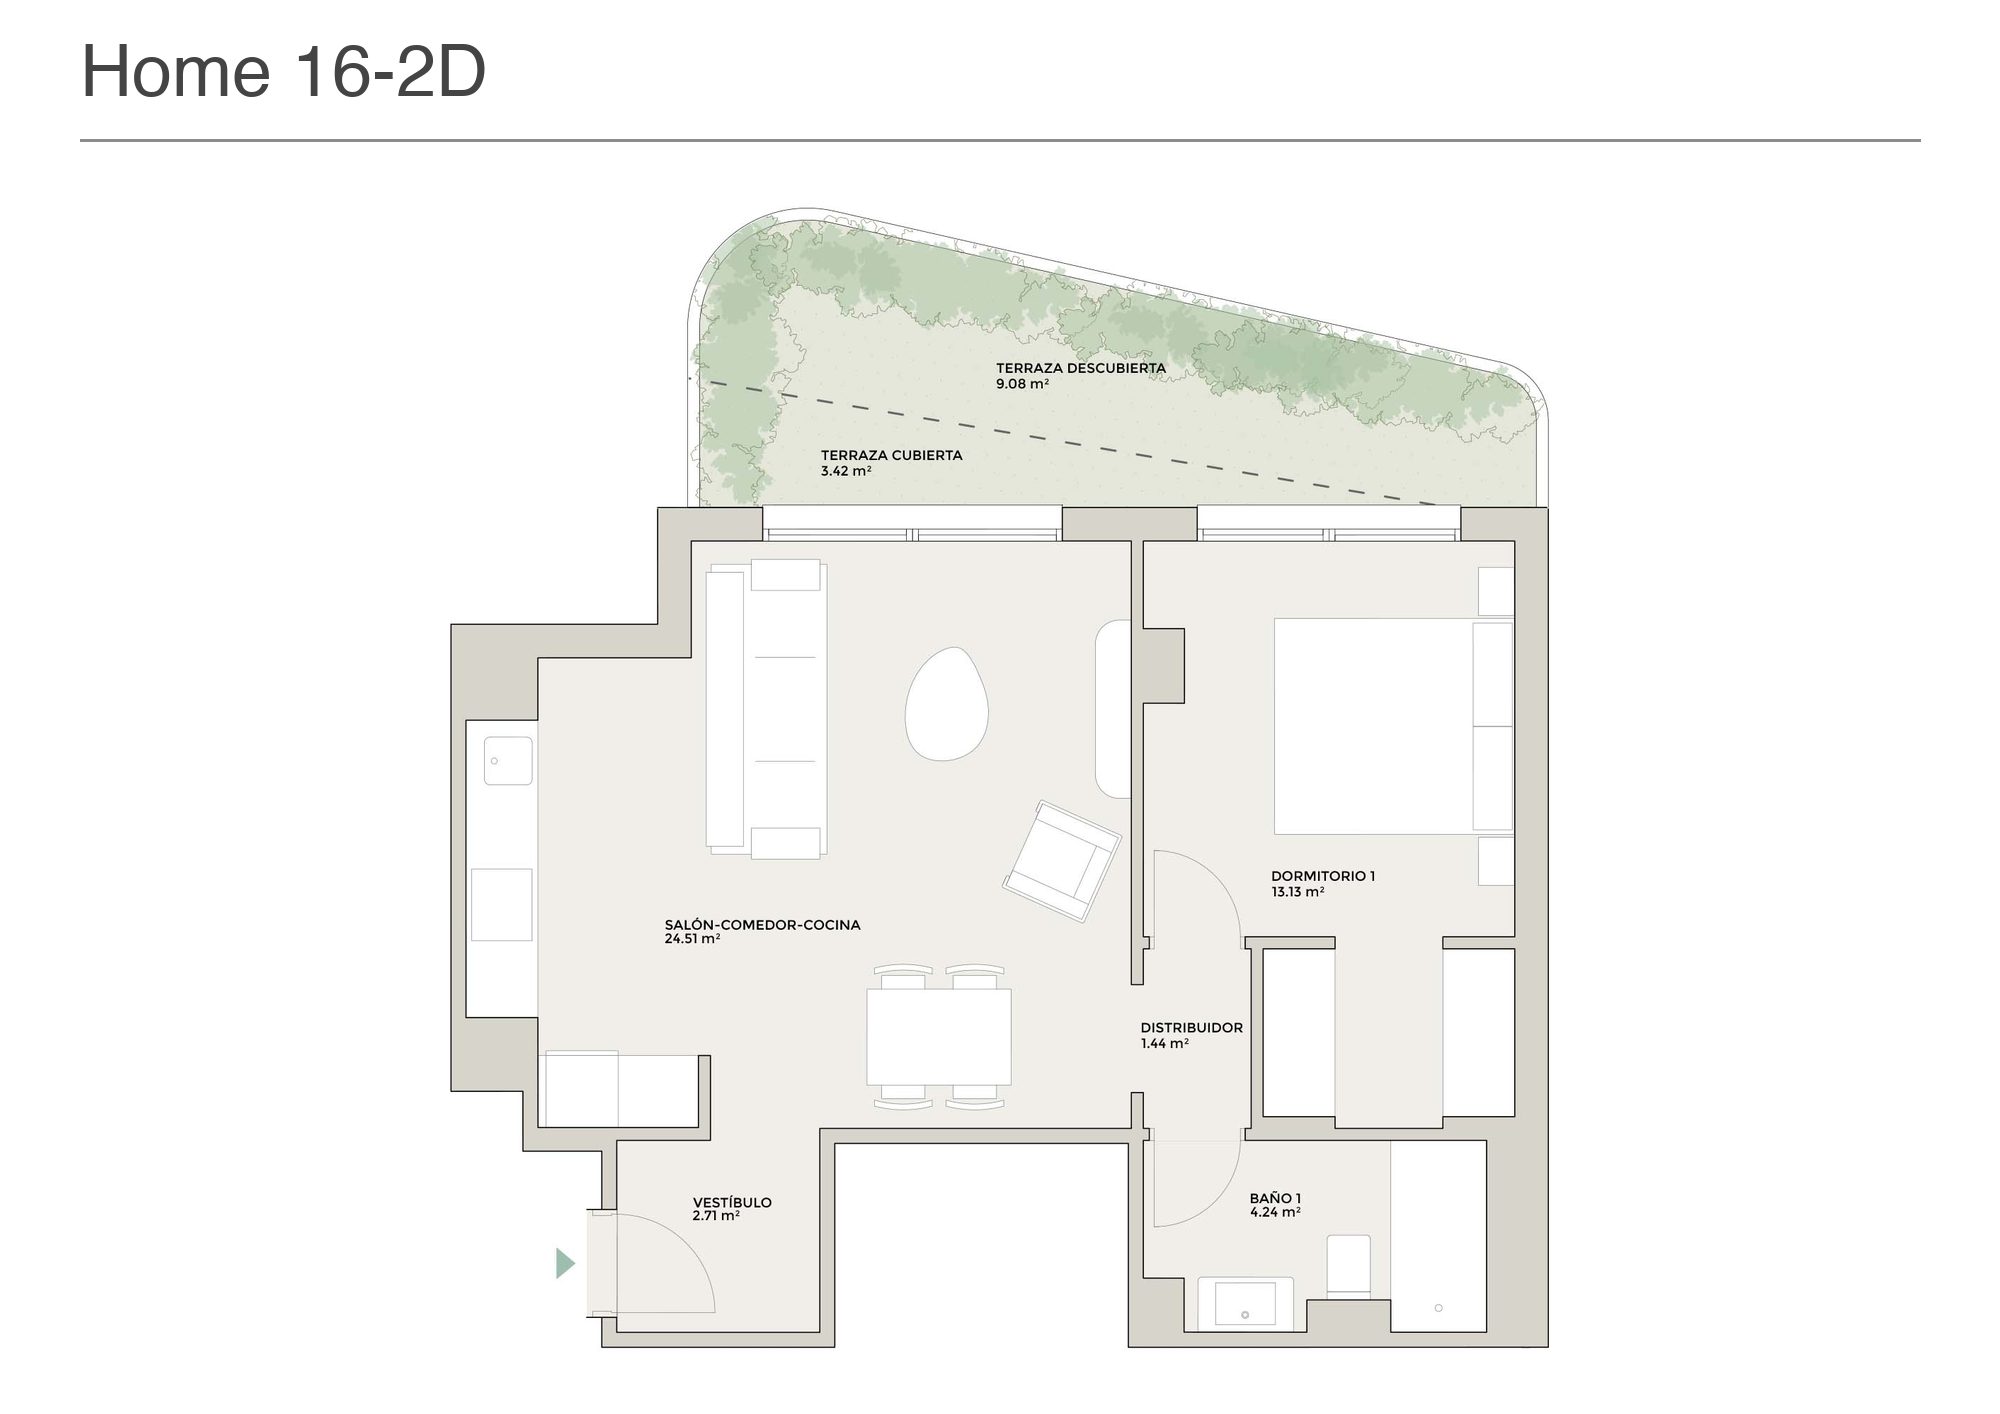 Home 16-2D
TERRAZA DESCUBIERTA
9.08 m²
TERRAZA CUBIERTA
3.42 m²
DORMITORIO 1
13.13 m²
SALÓN-COMEDOR-COCINA
24.51 m²
DISTRIBUIDOR
1.44 m²
VESTÍBULO
2.71 m²
BAÑO 1
4.24 m²